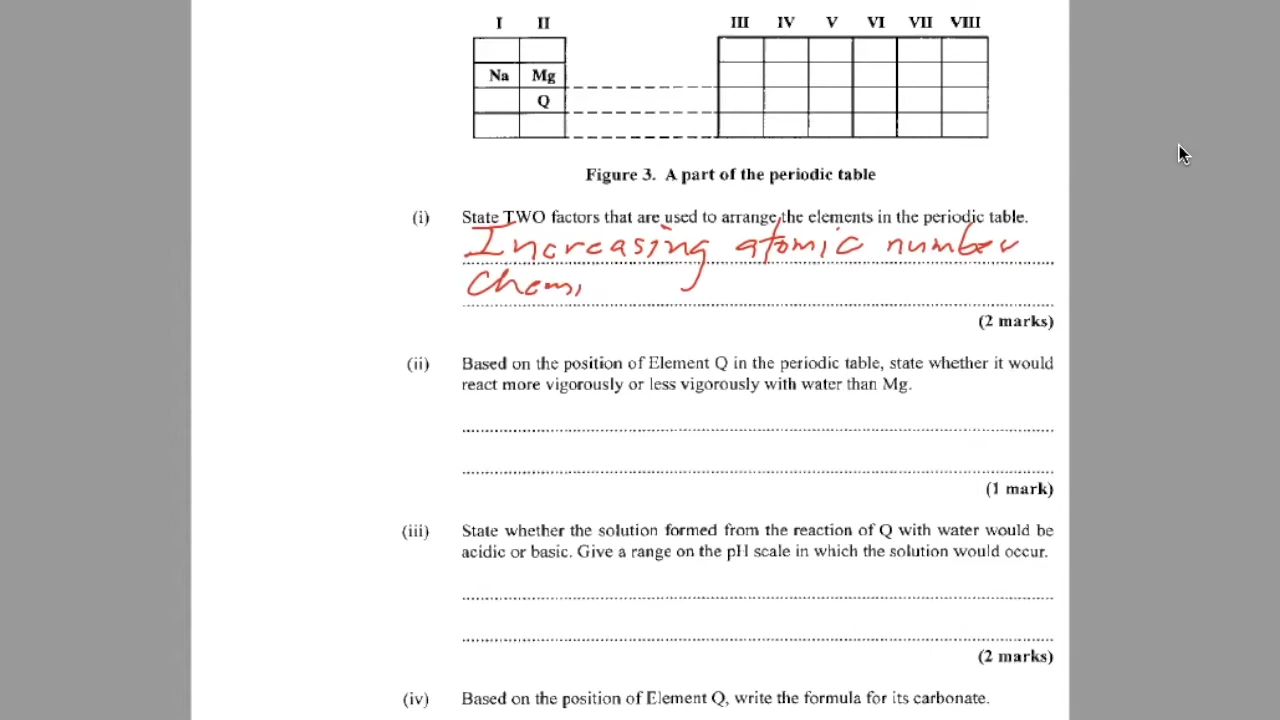 I II III IV V VI VII VIII
Na Mg
Q
Figure 3. A part of the periodic table
(i) State TWO factors that are used to arrange the elements in the periodic table.
Increasing atomic number
Chem
(2 marks)
(ii) Based on the position of Element Q in the periodic table, state whether it would
react more vigorously or less vigorously with water than Mg.
(1 mark)
(iii) State whether the solution formed from the reaction of Q with water would be
acidic or basic. Give a range on the pH scale in which the solution would occur.
(2 marks)
(iv) Based on the position of Element Q, write the formula for its carbonate.